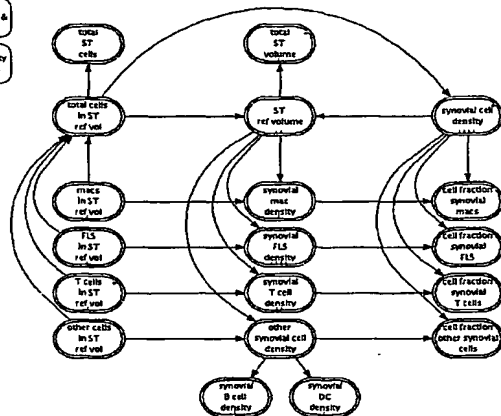 &
ty
total
ST
cells
total
ST
volume
total cells
in ST
ref vol
ST
ref volume
synovial cell
density
macs
in ST
ref vol
synovial
mac
density
cell fraction
synovial
macs
FLS
in ST
ref vol
synovial
FLS
density
cell fraction
synovial
FLS
T cells
in ST
ref vol
synovial
T cell
density
cell fraction
synovial
T cells
other cells
in ST
ref vol
other
synovial cell
density
cell fraction
other synovial
cells
synovial
B cell
density
synovial
DC
density